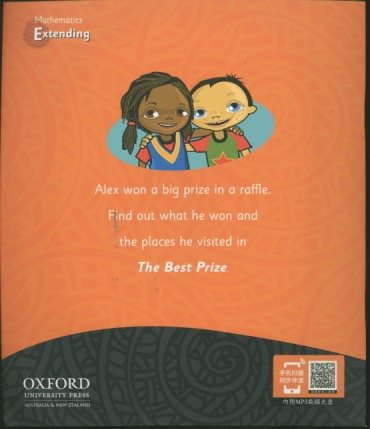 Mathematics
Extending
Alex won a big prize in a raffle.
Find out what he won and
the places he visited in
The Best Prize.
手机扫描
同步伴读
OXFORD
UNIVERSITY PRESS
AUSTRALIA & NEW ZEALAND
内附MP3故事光盘